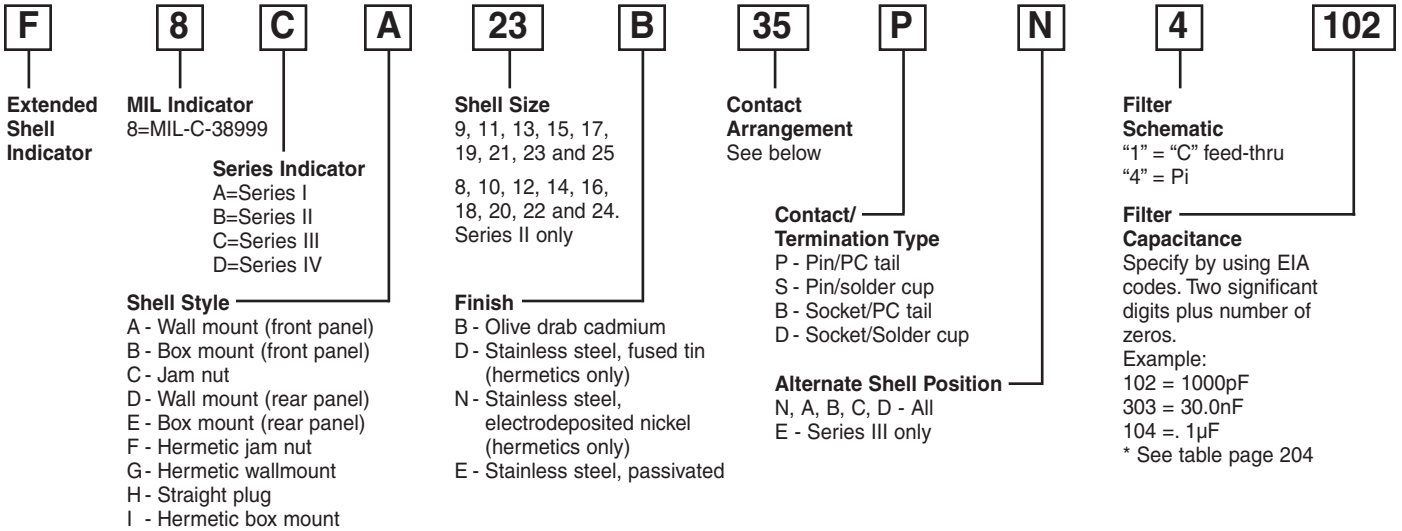 F 8 C A 23 B 35 P N 4 102
Extended
Shell
Indicator
MIL Indicator
8=MIL-C-38999
Series Indicator
A=Series I
B=Series II
C=Series III
D=Series IV
Shell Style
A - Wall mount (front panel)
B - Box mount (front panel)
C - Jam nut
D - Wall mount (rear panel)
E - Box mount (rear panel)
F - Hermetic jam nut
G - Hermetic wallmount
H - Straight plug
I - Hermetic box mount
Shell Size
9, 11, 13, 15, 17,
19, 21, 23 and 25
8, 10, 12, 14, 16,
18, 20, 22 and 24.
Series II only
Finish
B - Olive drab cadmium
D - Stainless steel, fused tin
(hermetics only)
N - Stainless steel,
electrodeposited nickel
(hermetics only)
E - Stainless steel, passivated
Contact
Arrangement
See below
Contact/
Termination Type
P - Pin/PC tail
S - Pin/solder cup
B - Socket/PC tail
D - Socket/Solder cup
Alternate Shell Position
N, A, B, C, D - All
E - Series III only
Filter
Schematic
“1” = “C” feed-thru
“4” = Pi
Filter
Capacitance
Specify by using EIA
codes. Two significant
digits plus number of
zeros.
Example:
102 = 1000pF
303 = 30.0nF
104 =. 1µF
* See table page 204